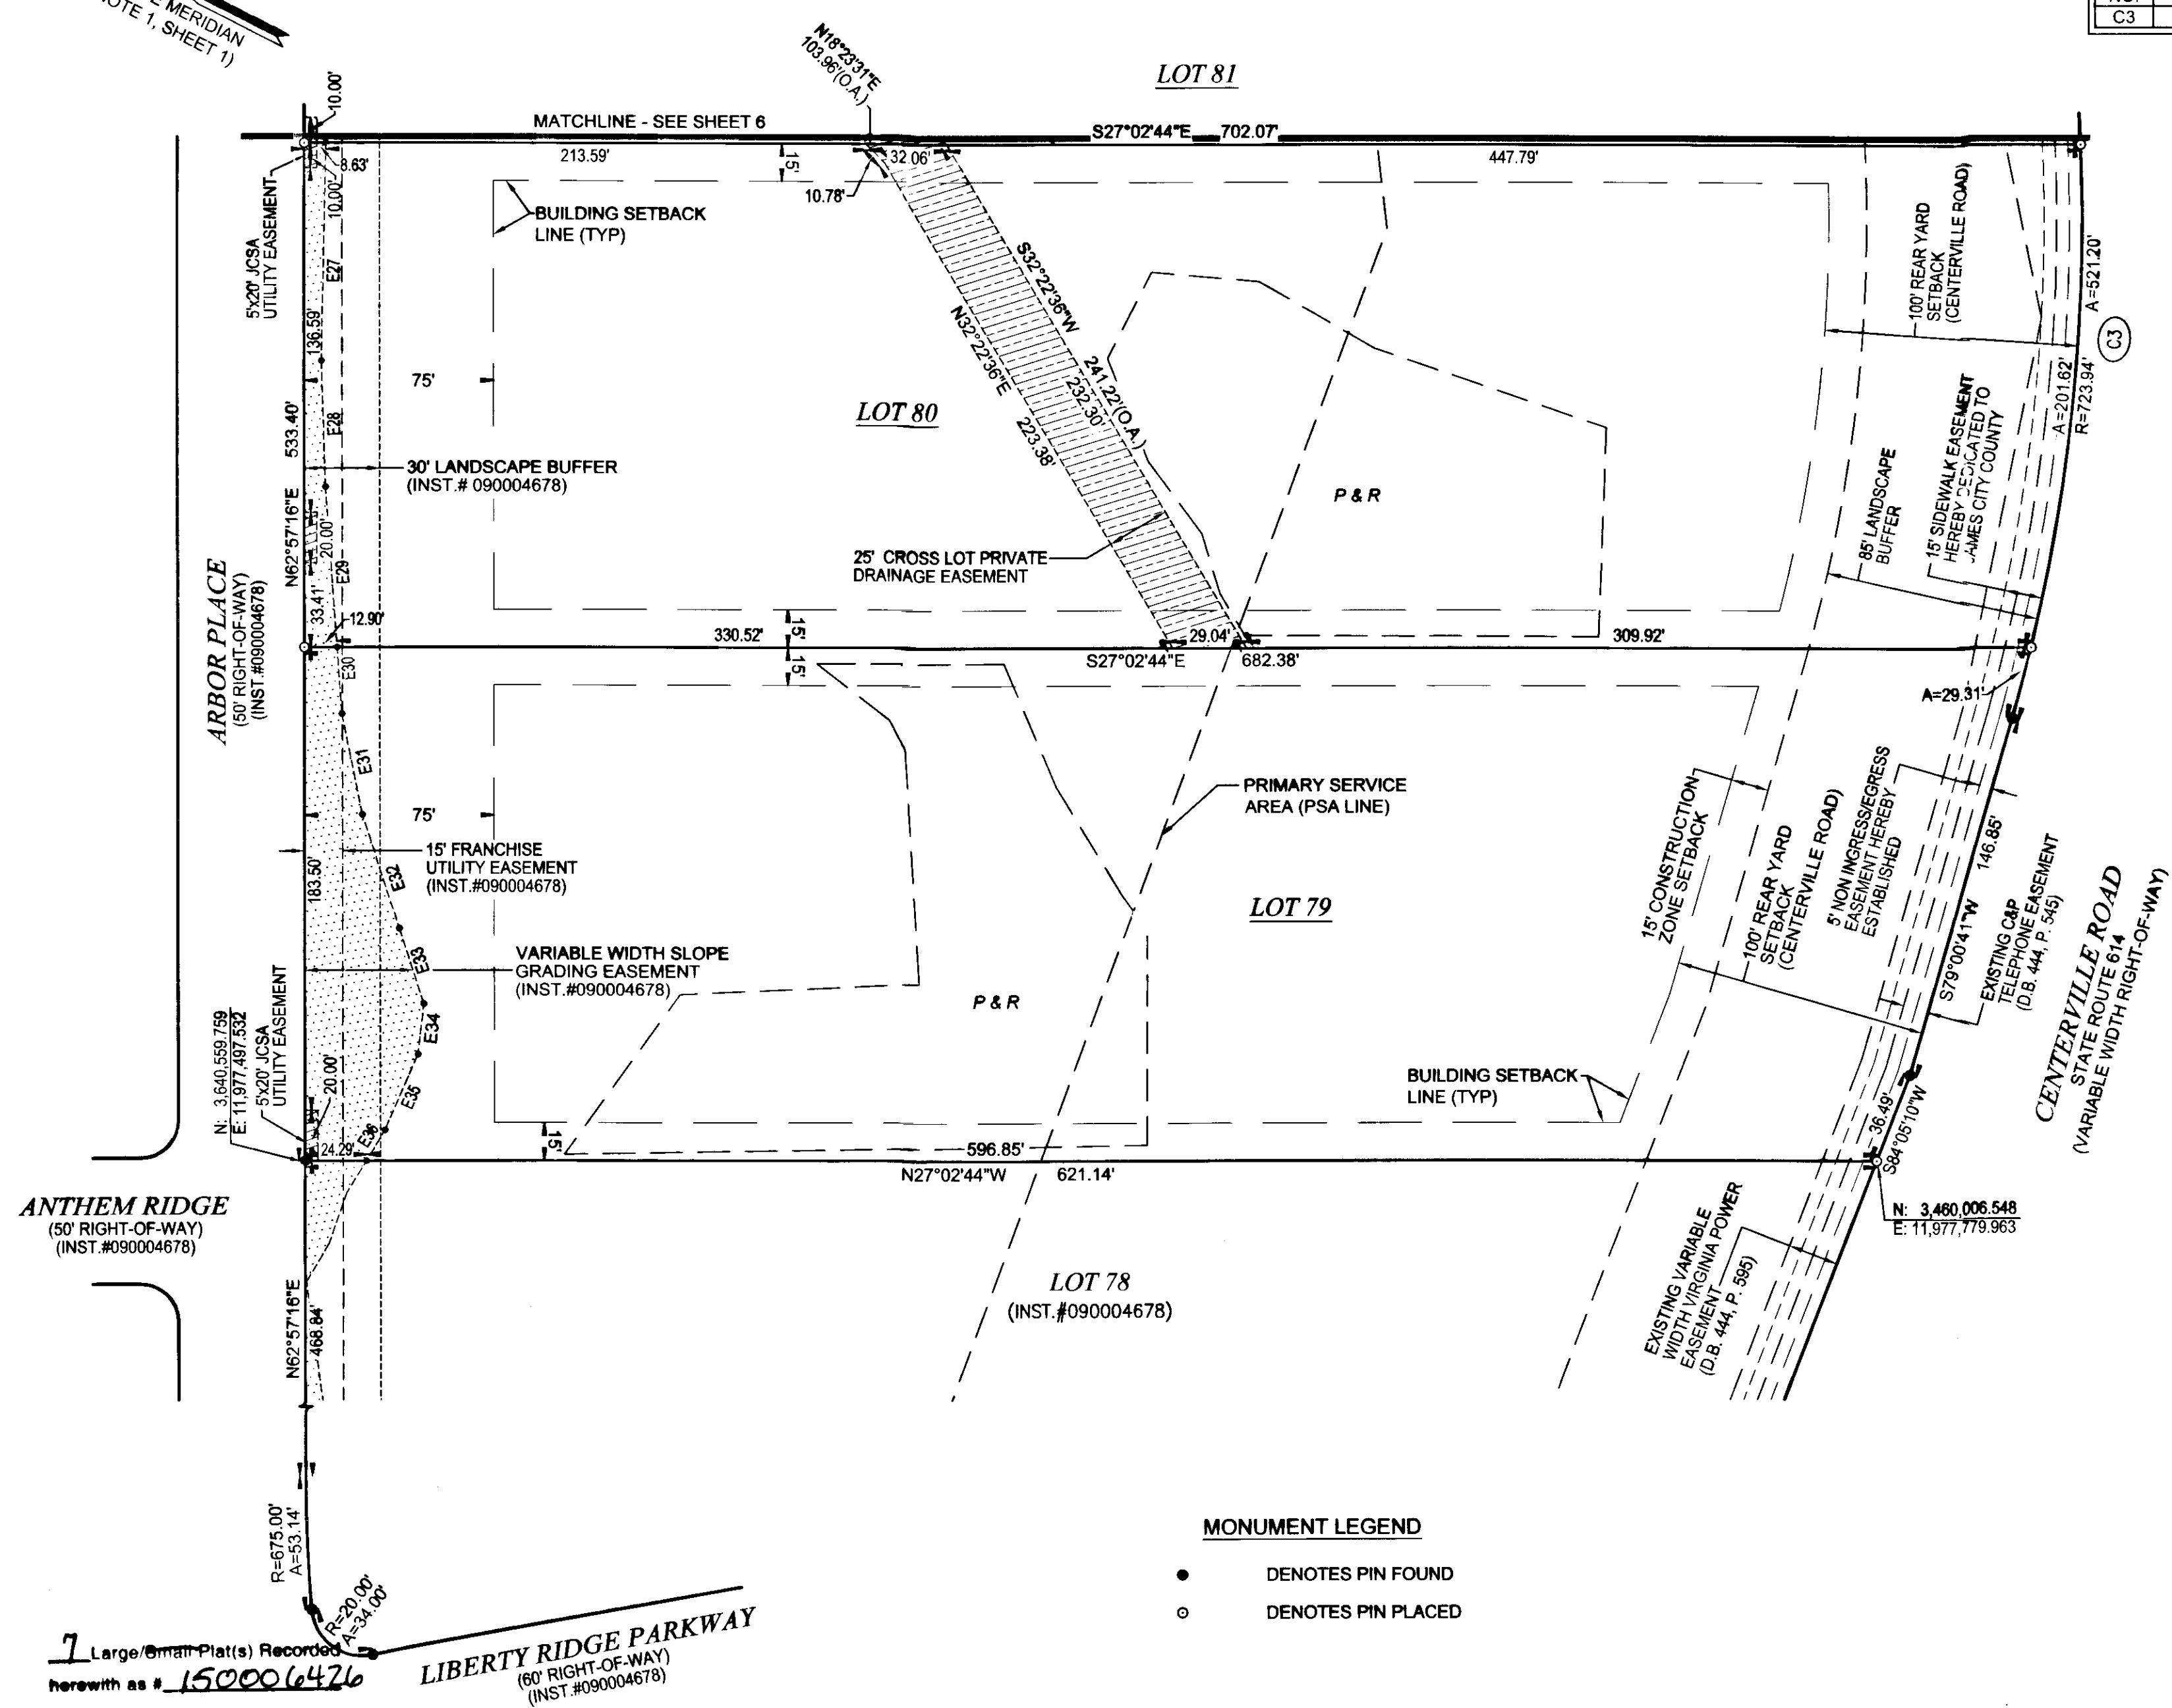 MERIDIAN
NOTE 1, SHEET 1)
C3
N18°23'31"E
103.96'(O.A.)
LOT 81
10.00'
MATCHLINE - SEE SHEET 6
S27°02'44"E 702.07'
213.59'
15'
32.06'
447.79'
8.63'
10.78'
10.00'
5'x20' JCSA
UTILITY EASEMENT
BUILDING SETBACK
LINE (TYP)
E27
136.59'
S32°22'36"W
241.22'(O.A.)
232.30'
N32°22'36"E
223.38'
100' REAR YARD
SETBACK
(CENTERVILLE ROAD)
A=521.20'
C3
A=201.62'
R=723.94'
75'
LOT 80
E28
533.40'
30' LANDSCAPE BUFFER
(INST.# 090004678)
P & R
85' LANDSCAPE
BUFFER
15' SIDEWALK EASEMENT
HEREBY DEDICATED TO
JAMES CITY COUNTY
N62°57'16"E
20.00'
E29
33.41'
12.90'
25' CROSS LOT PRIVATE
DRAINAGE EASEMENT
ARBOR PLACE
(50' RIGHT-OF-WAY)
(INST.#090004678)
330.52'
15'
15'
29.04'
309.92'
S27°02'44"E 682.38'
E30
A=29.31'
E31
75'
PRIMARY SERVICE
AREA (PSA LINE)
15' FRANCHISE
UTILITY EASEMENT
(INST.#090004678)
183.50'
E32
LOT 79
15' CONSTRUCTION
ZONE SETBACK
100' REAR YARD
SETBACK
(CENTERVILLE ROAD)
5' NON INGRESS/EGRESS
EASEMENT HEREBY
ESTABLISHED
146.85'
S79°00'41"W
EXISTING C&P
TELEPHONE EASEMENT
(D.B. 444, P. 545)
CENTERVILLE ROAD
STATE ROUTE 614
(VARIABLE WIDTH RIGHT-OF-WAY)
VARIABLE WIDTH SLOPE
GRADING EASEMENT
(INST.#090004678)
E33
P & R
E34
N: 3,640,559.759
E: 11,977,497.532
5'x20' JCSA
UTILITY EASEMENT
20.00'
E35
E36
24.29'
15'
BUILDING SETBACK
LINE (TYP)
36.49'
S84°05'10"W
596.85'
N27°02'44"W 621.14'
ANTHEM RIDGE
(50' RIGHT-OF-WAY)
(INST.#090004678)
N: 3,460,006.548
E: 11,977,779.963
EXISTING VARIABLE
WIDTH VIRGINIA POWER
EASEMENT
(D.B. 444, P. 595)
LOT 78
(INST.#090004678)
N62°57'16"E
468.84'
R=675.00'
A=53.14'
R=20.00'
A=34.00'
MONUMENT LEGEND
DENOTES PIN FOUND
DENOTES PIN PLACED
LIBERTY RIDGE PARKWAY
(60' RIGHT-OF-WAY)
(INST.#090004678)
7 Large/Small Plat(s) Recorded
herewith as # 150006426